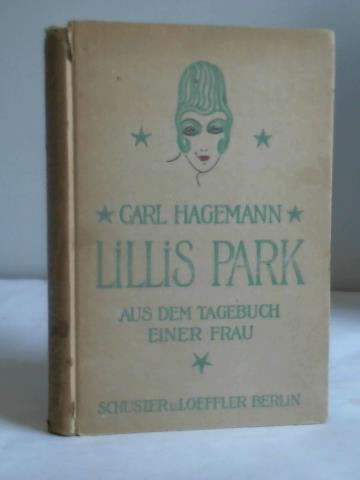 CARL HAGEMANN
LiLLiS PARK
AUS DEM TAGEBUCH
EINER FRAU
SCHUSTER u. LOEFFLER BERLIN